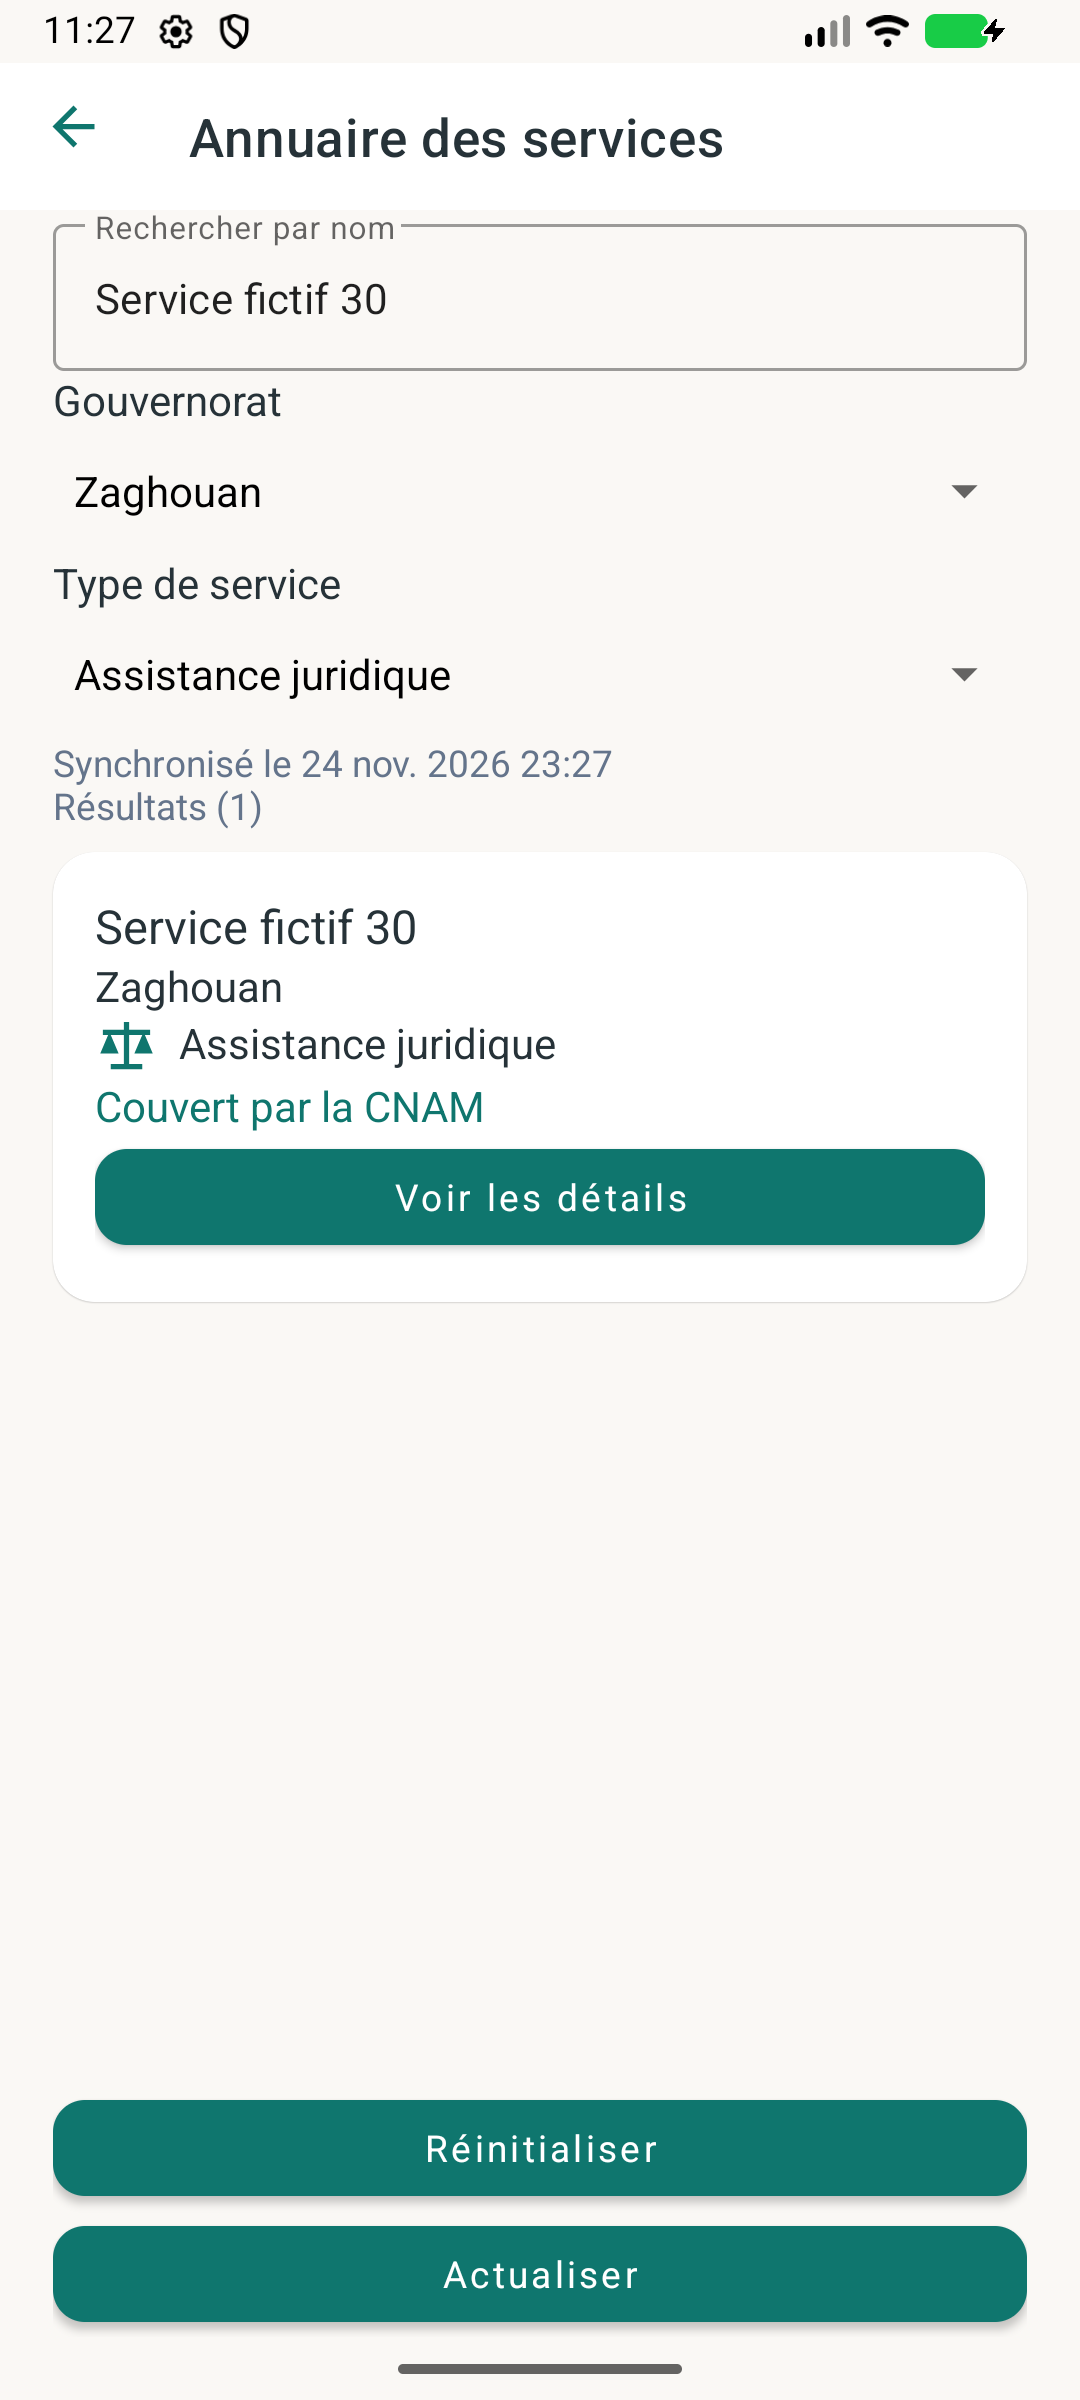 11:27
Annuaire des services
Rechercher par nom
Service fictif 30
Gouvernorat
Zaghouan
Type de service
Assistance juridique
Synchronisé le 24 nov. 2026 23:27
Résultats (1)
Service fictif 30
Zaghouan
Assistance juridique
Couvert par la CNAM
Voir les détails
Réinitialiser
Actualiser